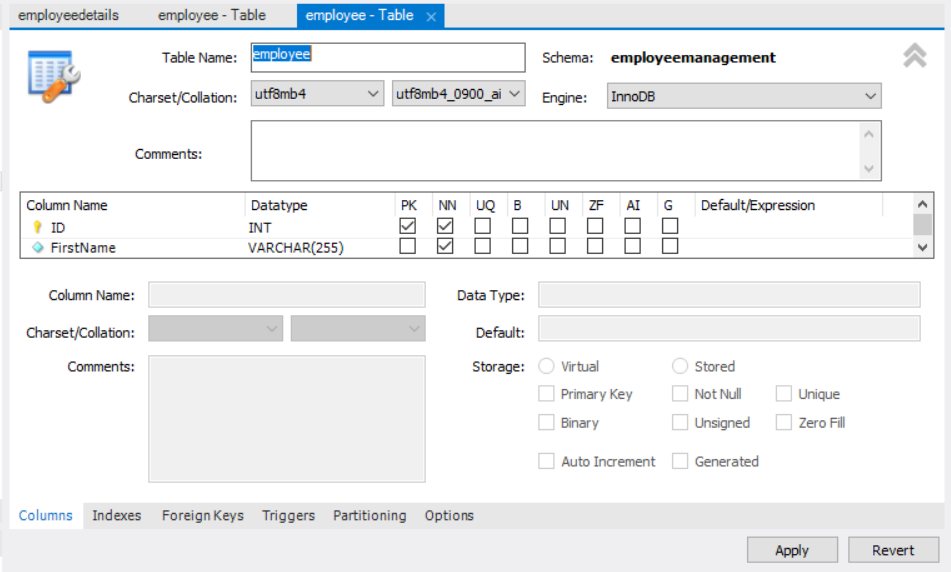 employeedetails employee - Table employee - Table ×
Table Name: employee Schema: employeemanagement
Charset/Collation: utf8mb4 utf8mb4_0900_ai Engine: InnoDB
Comments:
Column Name Datatype PK NN UQ B UN ZF AI G Default/Expression
ID INT
FirstName VARCHAR(255)
Column Name: Data Type:
Charset/Collation: Default:
Comments: Storage: Virtual Stored
Primary Key Not Null Unique
Binary Unsigned Zero Fill
Auto Increment Generated
Columns Indexes Foreign Keys Triggers Partitioning Options
Apply Revert